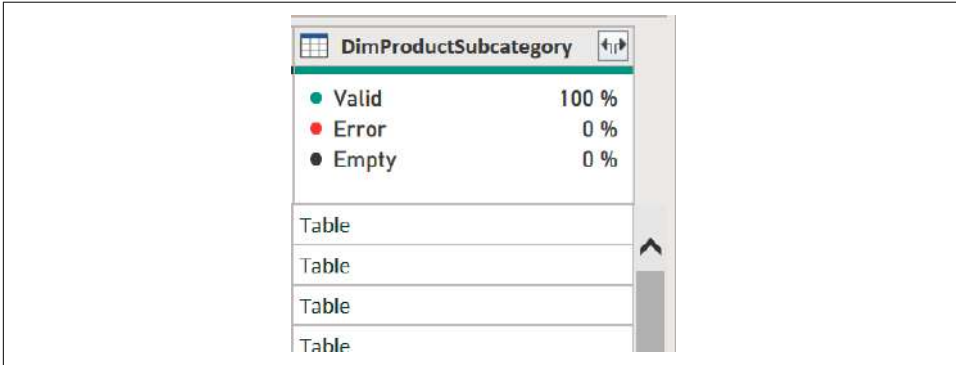 DimProductSubcategory
Valid 100 %
Error 0 %
Empty 0 %
Table
Table
Table
Table